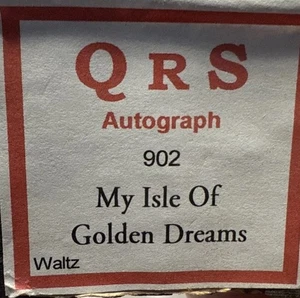 QRS
Autograph
902
My Isle Of
Golden Dreams
Waltz